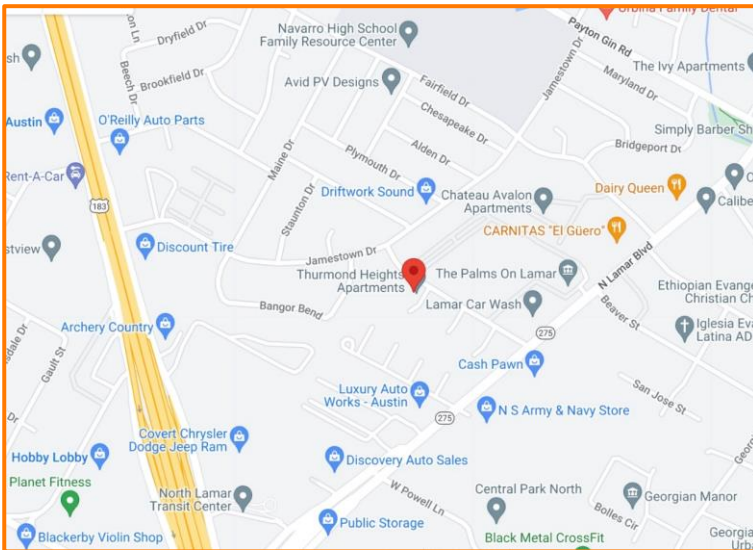 Urbina Family Dental
Navarro High School
Family Resource Center
Payton Gin Rd
Dryfield Dr
Beech Dr
Brookfield Dr
Avid PV Designs
Fairfield Dr
Jamestown Dr
Maryland Dr
The Ivy Apartments
Austin
O'Reilly Auto Parts
Chesapeake Dr
Simply Barber Sh
Bridgeport Dr
Maine Dr
Alden Dr
Plymouth Dr
Rent-A-Car
Staunton Dr
Driftwork Sound
Chateau Avalon
Apartments
Dairy Queen
Calibe
183
CARNITAS "El Güero"
stview
Discount Tire
Jamestown Dr
Thurmond Heights
Apartments
The Palms On Lamar
N Lamar Blvd
Ethiopian Evange
Christian Ch
Bangor Bend
Lamar Car Wash
Beaver St
Iglesia Eva
Latina AD
Archery Country
275
Gault St
Cash Pawn
San Jose St
Luxury Auto
Works - Austin
N S Army & Navy Store
275
Dr
Covert Chrysler
Dodge Jeep Ram
Hobby Lobby
Discovery Auto Sales
Planet Fitness
North Lamar
Transit Center
W Powell Ln
Central Park North
Georgian Manor
Bolles Cir
Public Storage
Blackerby Violin Shop
Black Metal CrossFit